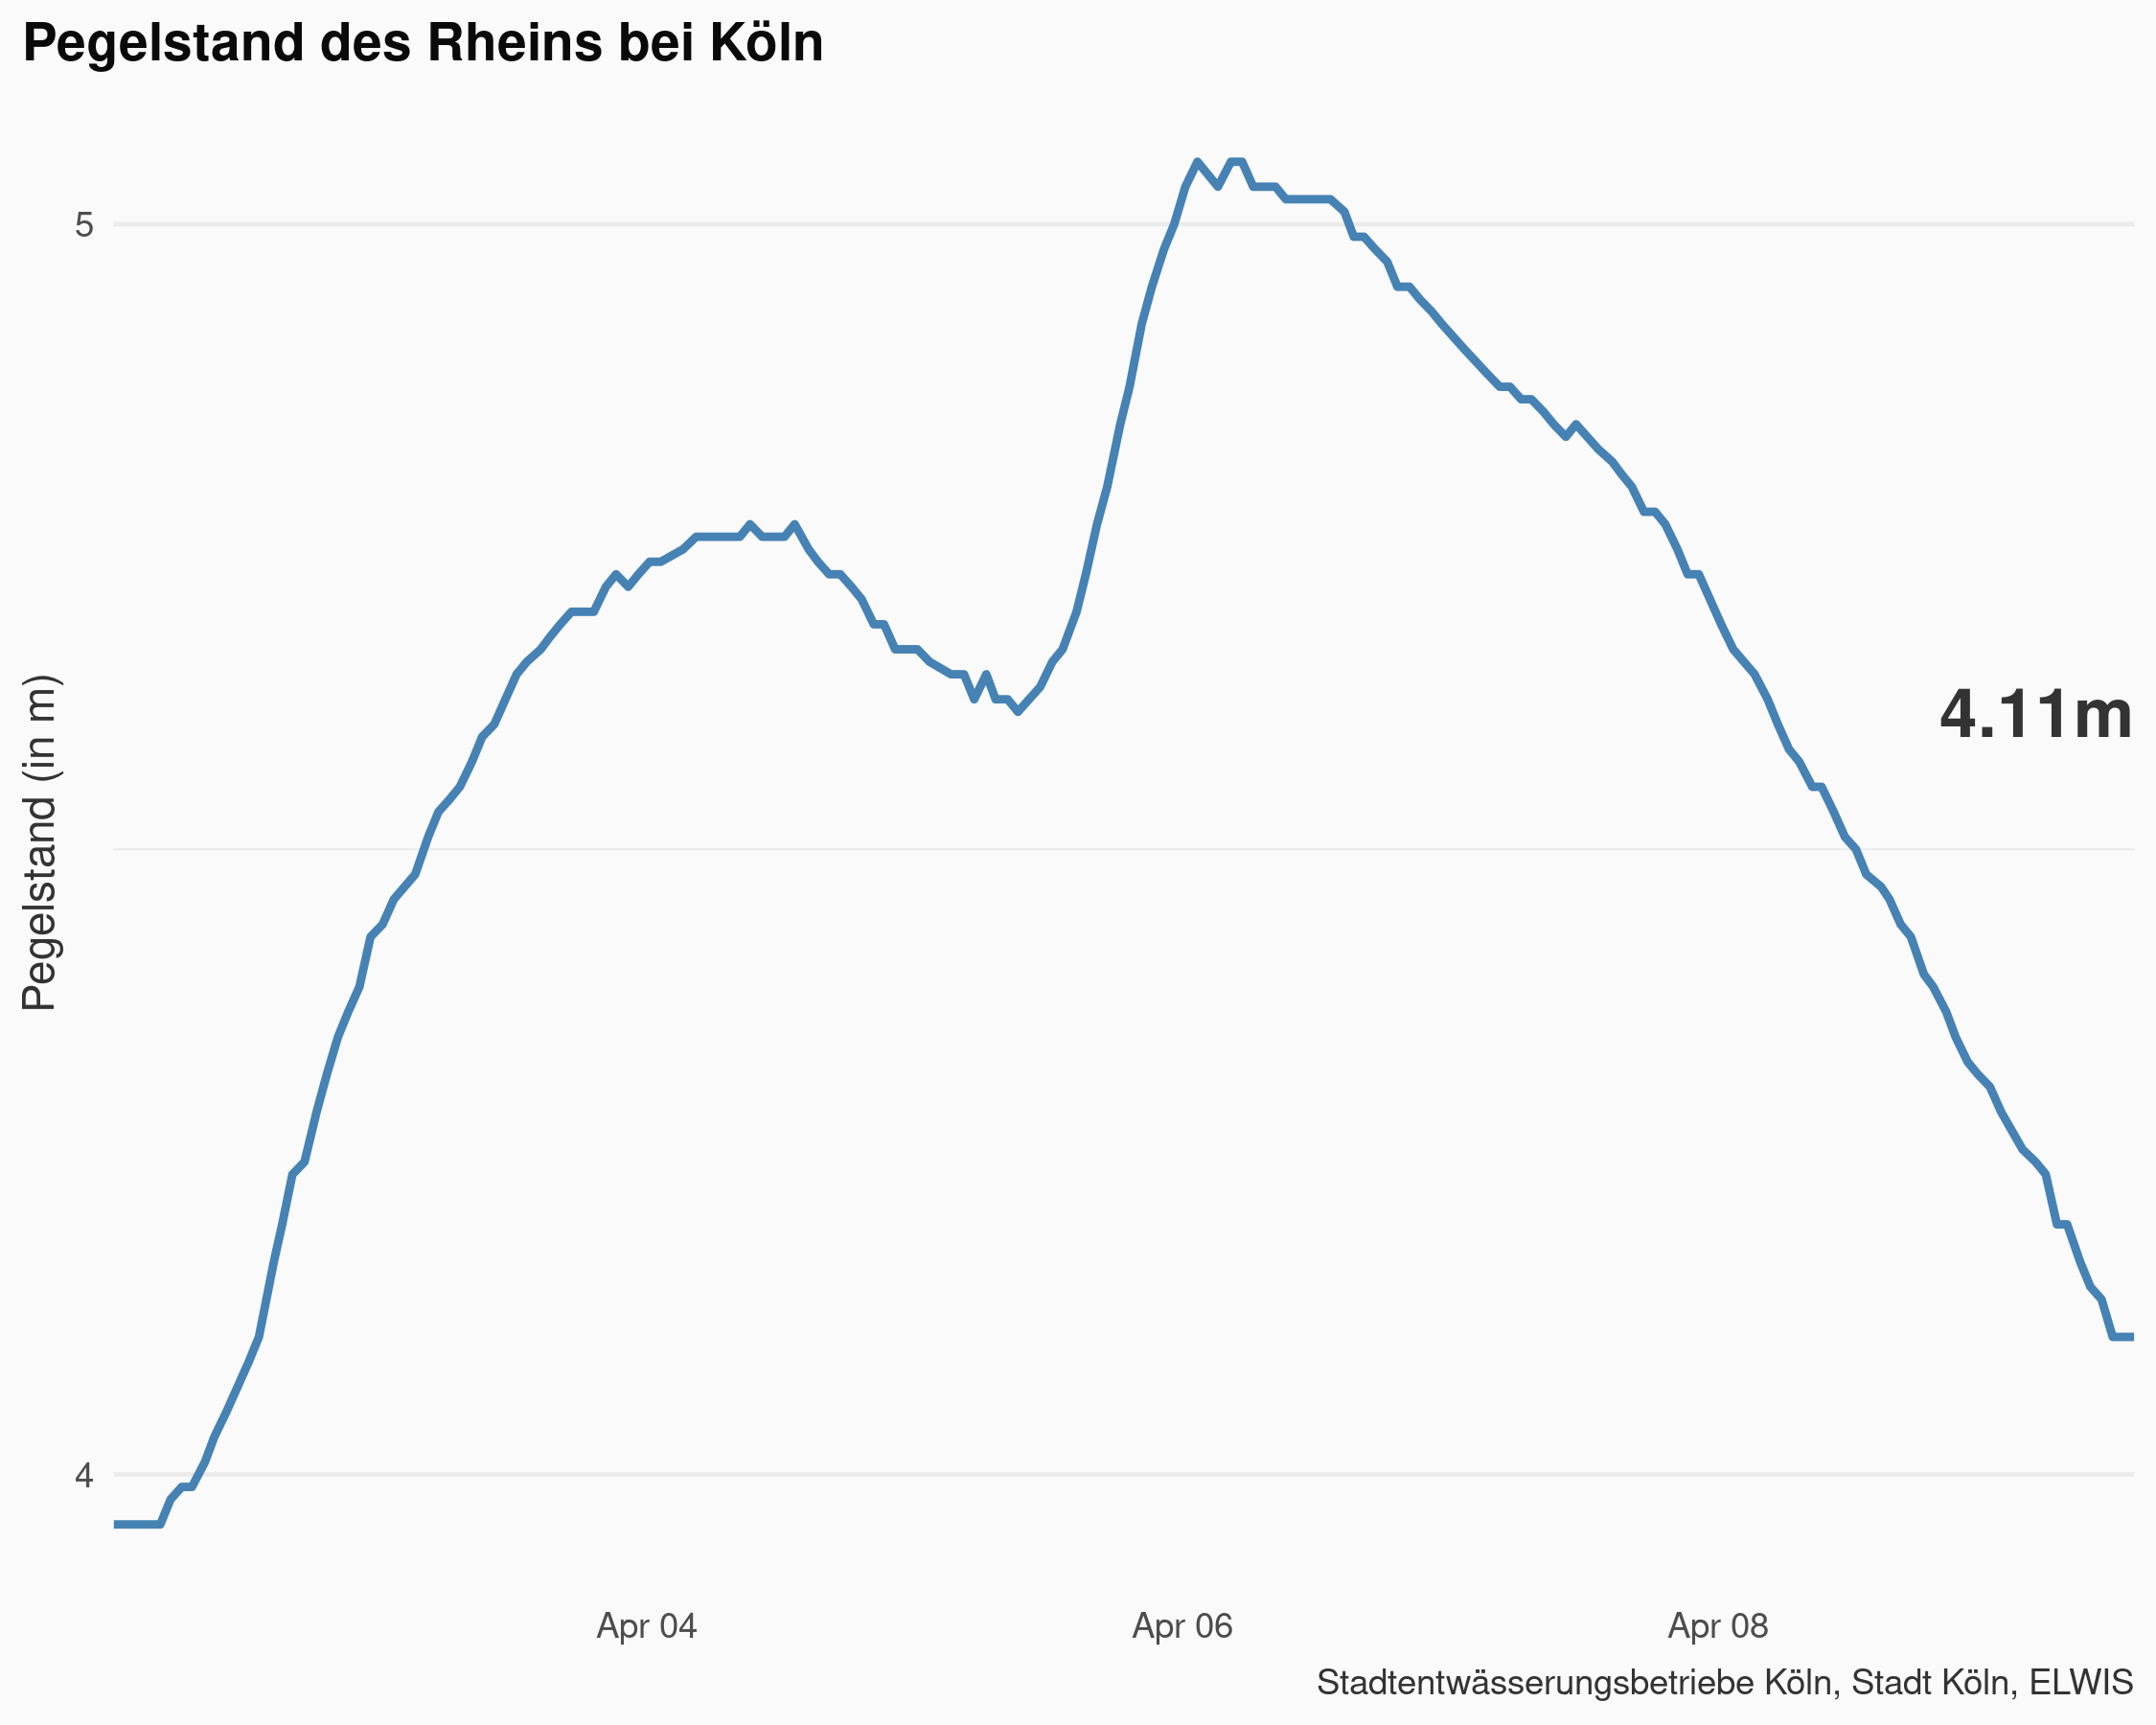 Pegelstand des Rheins bei Köln
Pegelstand (in m)
5
4
4.11m
Apr 04
Apr 06
Apr 08
Stadtentwässerungsbetriebe Köln, Stadt Köln, ELWIS